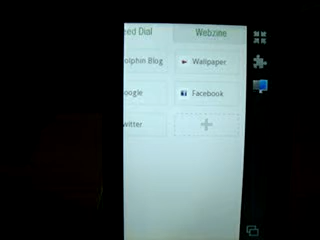 eed Dial Webzine
olphin Blog Wallpaper
oogle Facebook
witter